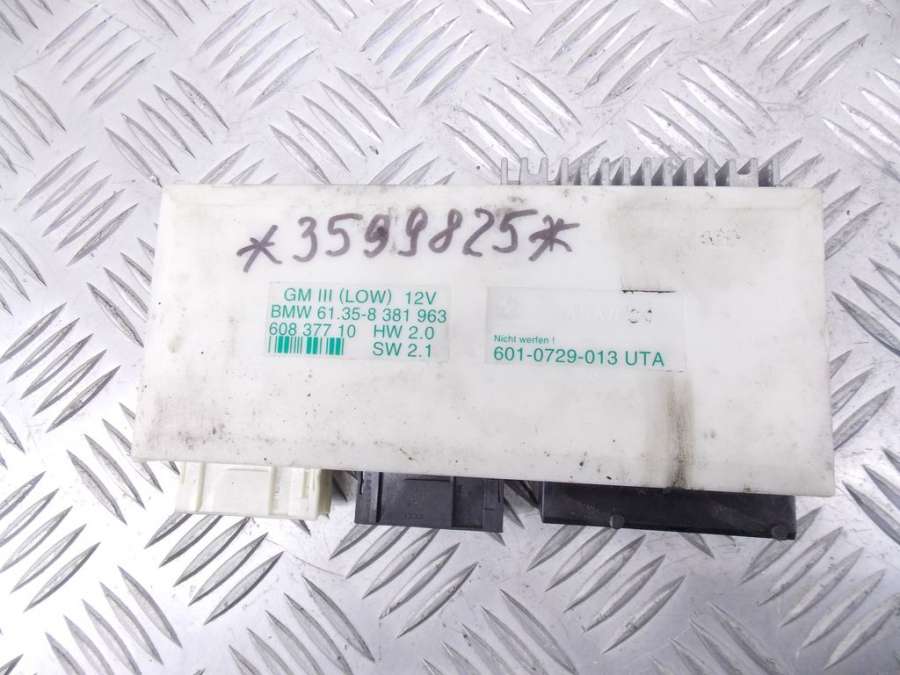 *3599825*
GM III (LOW) 12V
BMW 61.35-8 381 963
608 377 10 HW 2.0
SW 2.1
Nicht werfen !
601-0729-013 UTA